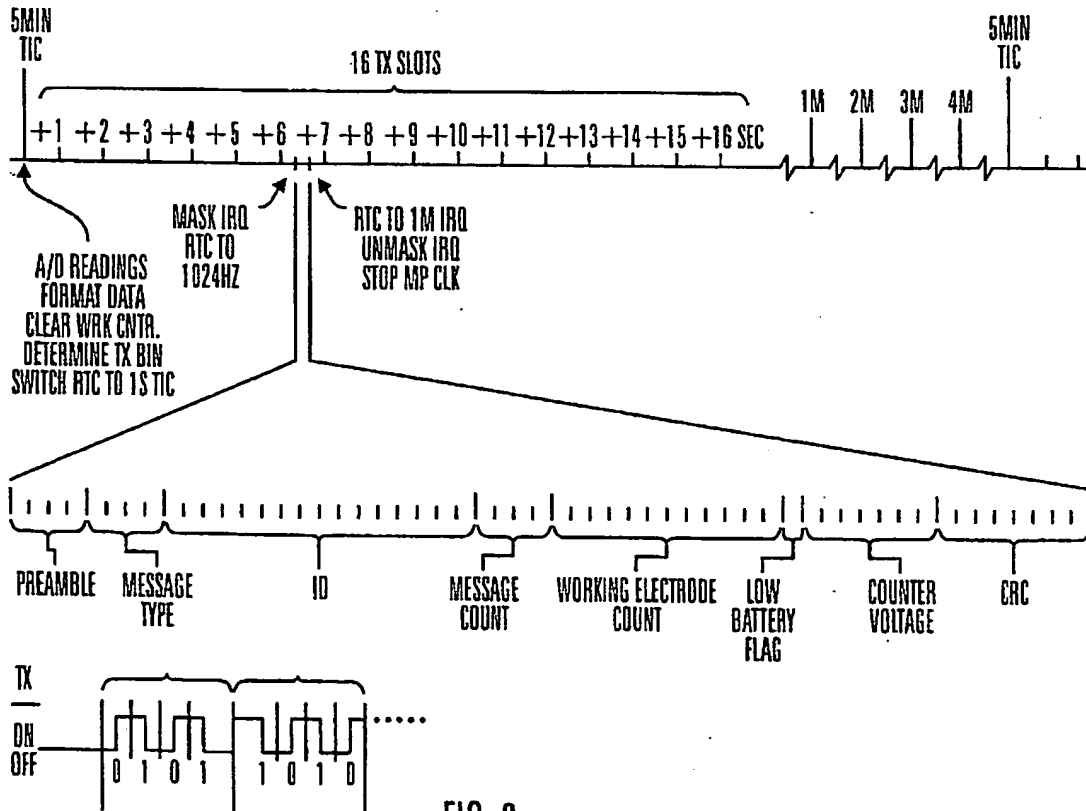 5MIN
TIC
16 TX SLOTS
5MIN
TIC
+1 +2 +3 +4 +5 +6 +7 +8 +9 +10 +11 +12 +13 +14 +15 +16 SEC
1M 2M 3M 4M
A/D READINGS
FORMAT DATA
CLEAR WRK CNTR.
DETERMINE TX BIN
SWITCH RTC TO 1S TIC
MASK IRQ
RTC TO
1024HZ
RTC TO 1M IRQ
UNMASK IRQ
STOP MP CLK
PREAMBLE
MESSAGE
TYPE
ID
MESSAGE
COUNT
WORKING ELECTRODE
COUNT
LOW
BATTERY
FLAG
COUNTER
VOLTAGE
CRC
TX
ON
OFF
0 1 0 1 1 0 1 0